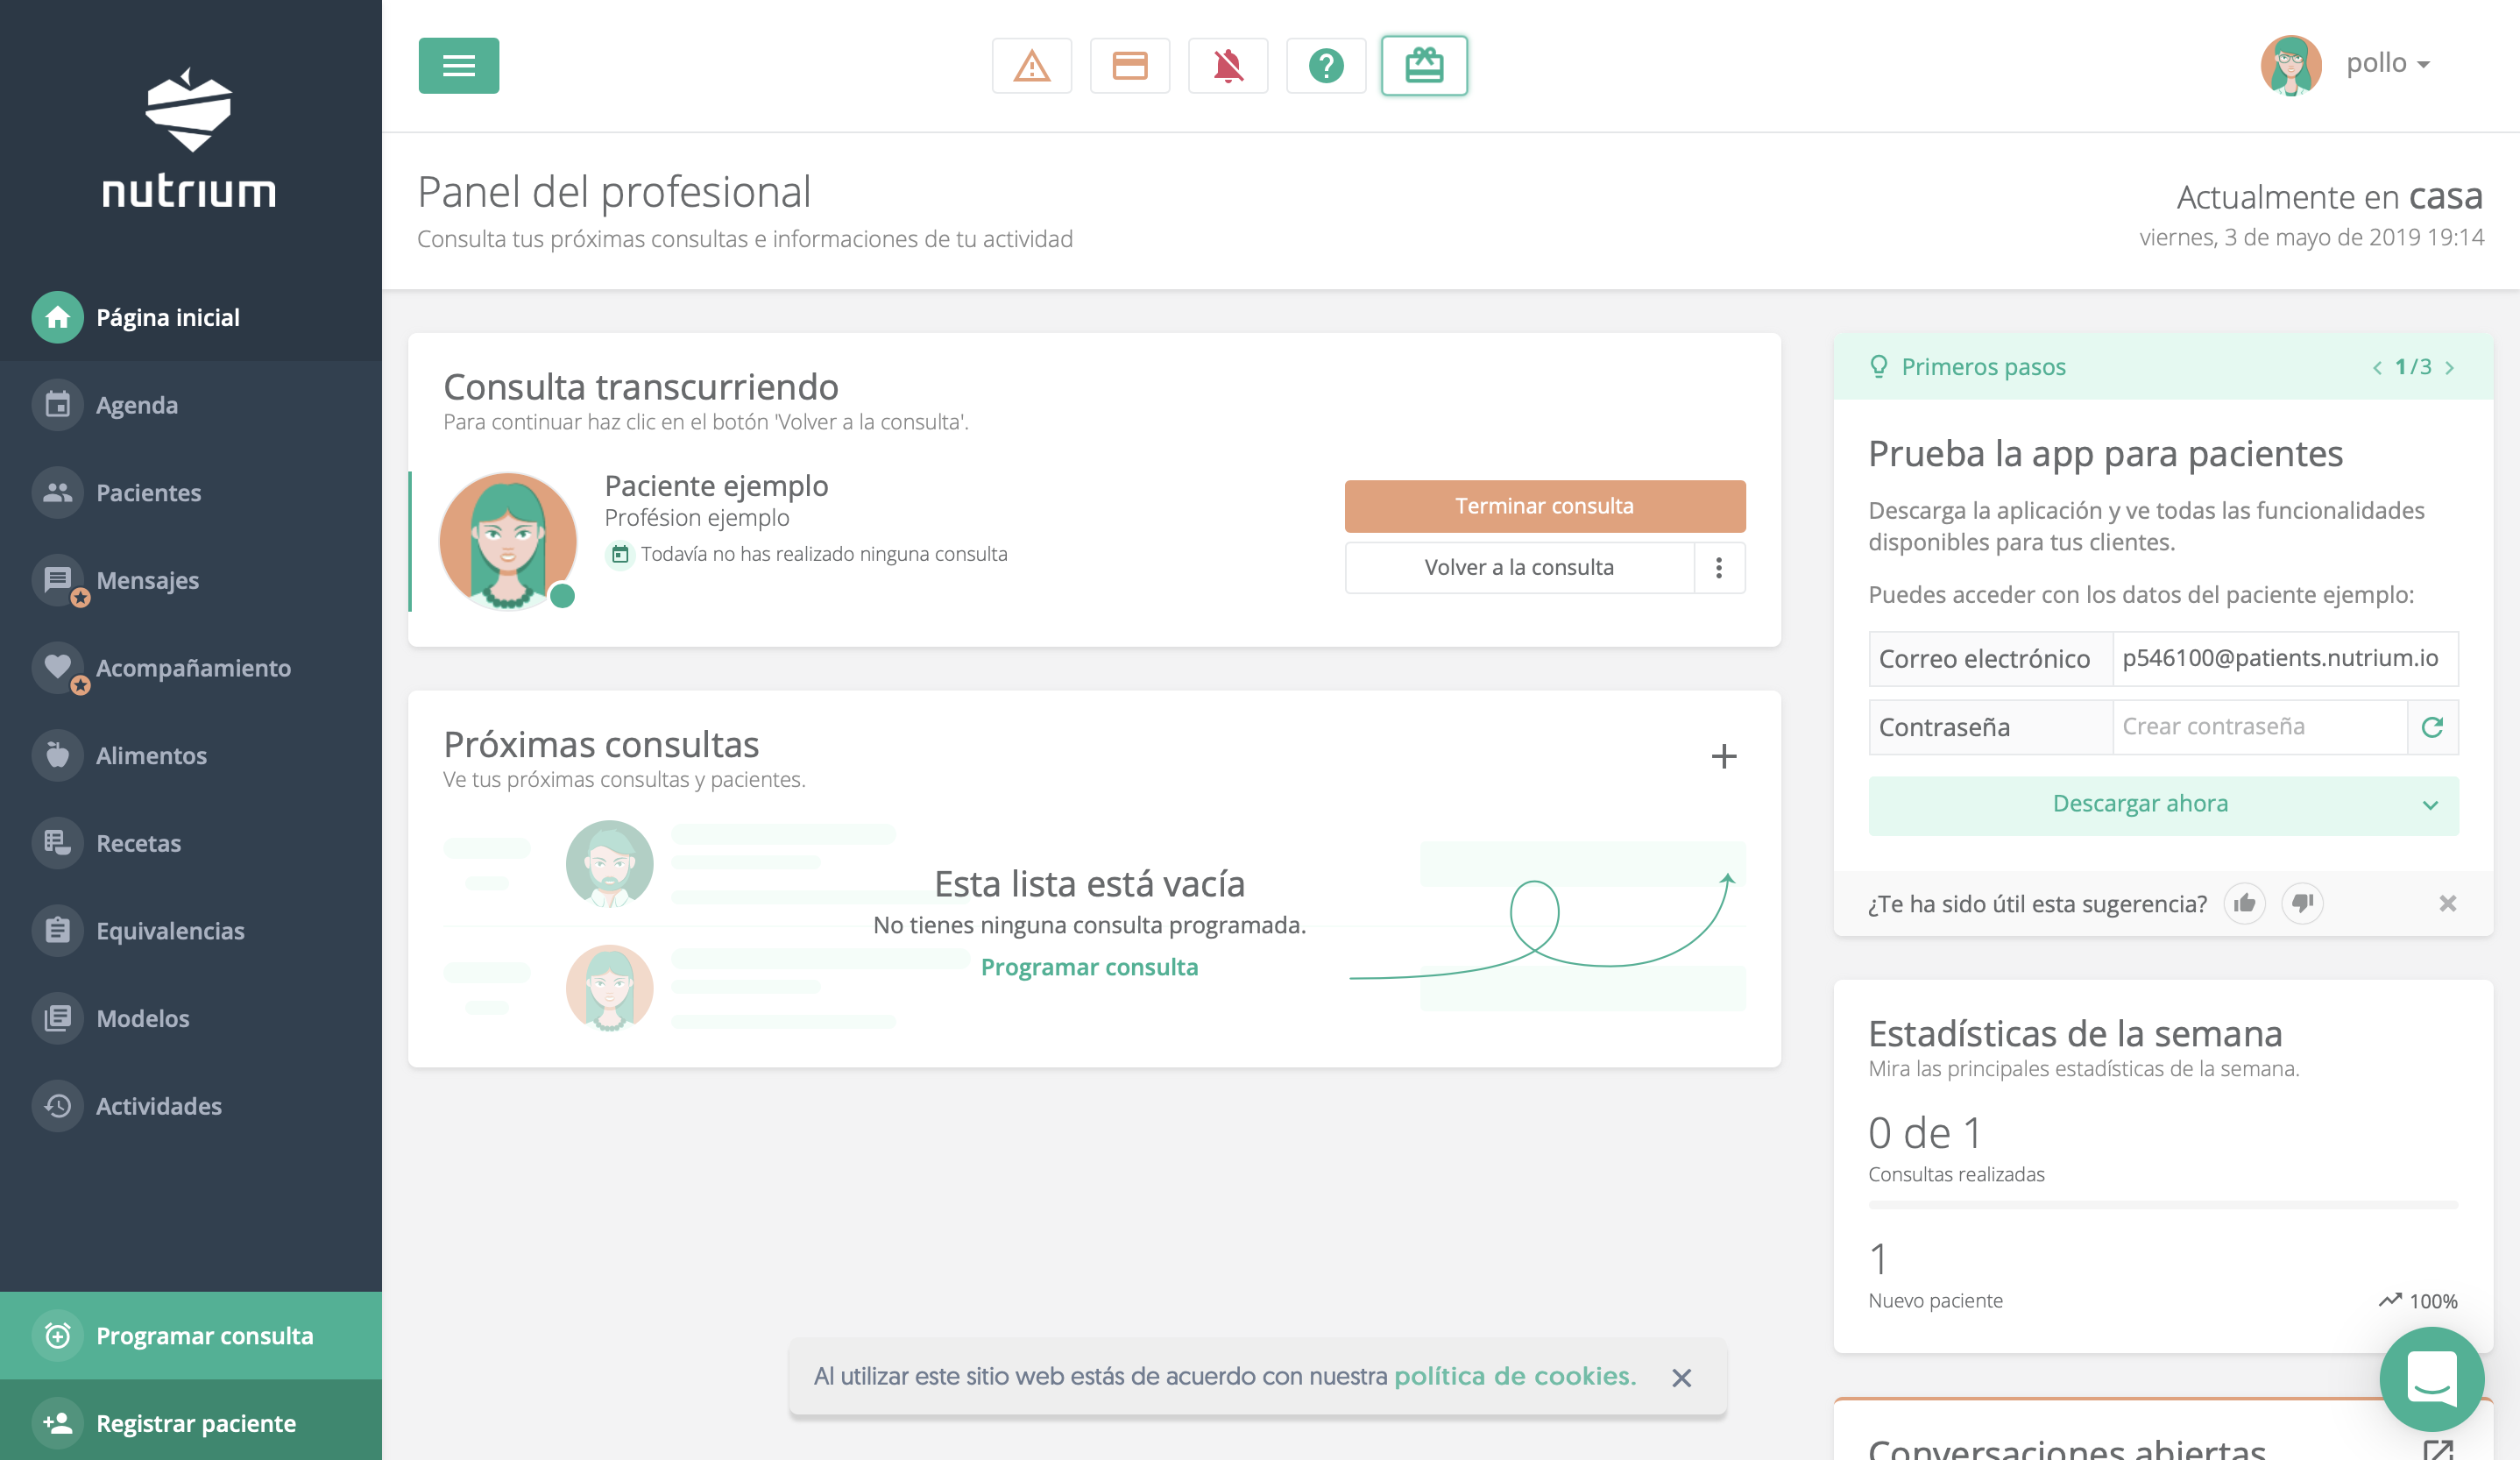 nutrium
Página inicial
Agenda
Pacientes
Mensajes
Acompañamiento
Alimentos
Recetas
Equivalencias
Modelos
Actividades
Programar consulta
Registrar paciente
pollo
Panel del profesional
Consulta tus próximas consultas e informaciones de tu actividad
Actualmente en casa
viernes, 3 de mayo de 2019 19:14
Consulta transcurriendo
Para continuar haz clic en el botón 'Volver a la consulta'.
Paciente ejemplo
Profésion ejemplo
Todavía no has realizado ninguna consulta
Terminar consulta
Volver a la consulta
Próximas consultas
Ve tus próximas consultas y pacientes.
Esta lista está vacía
No tienes ninguna consulta programada.
Programar consulta
Primeros pasos
1/3
Prueba la app para pacientes
Descarga la aplicación y ve todas las funcionalidades
disponibles para tus clientes.
Puedes acceder con los datos del paciente ejemplo:
Correo electrónico p546100@patients.nutrium.io
Contraseña Crear contraseña
Descargar ahora
¿Te ha sido útil esta sugerencia?
Estadísticas de la semana
Mira las principales estadísticas de la semana.
0 de 1
Consultas realizadas
1
Nuevo paciente 100%
Conversaciones abiertas
Al utilizar este sitio web estás de acuerdo con nuestra política de cookies.